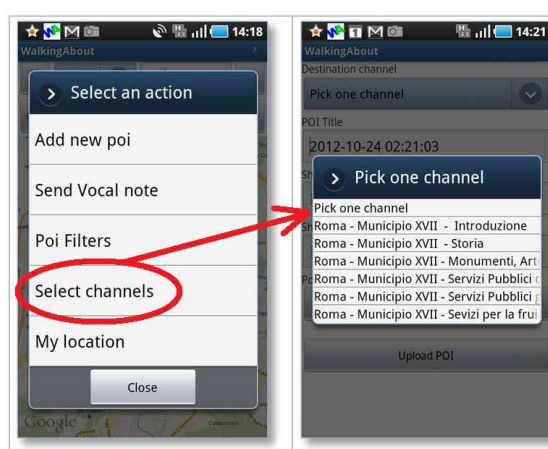 14:18
WalkingAbout
Select an action
Add new poi
Send Vocal note
Poi Filters
Select channels
My location
Close
Google
14:21
WalkingAbout
Destination channel
Pick one channel
POI Title
2012-10-24 02:21:03
Pick one channel
Pick one channel
Roma - Municipio XVII - Introduzione
Roma - Municipio XVII - Storia
Roma - Municipio XVII - Monumenti, Art
Roma - Municipio XVII - Servizi Pubblici
Roma - Municipio XVII - Servizi Pubblici
Roma - Municipio XVII - Sevizi per la frui
Upload POI